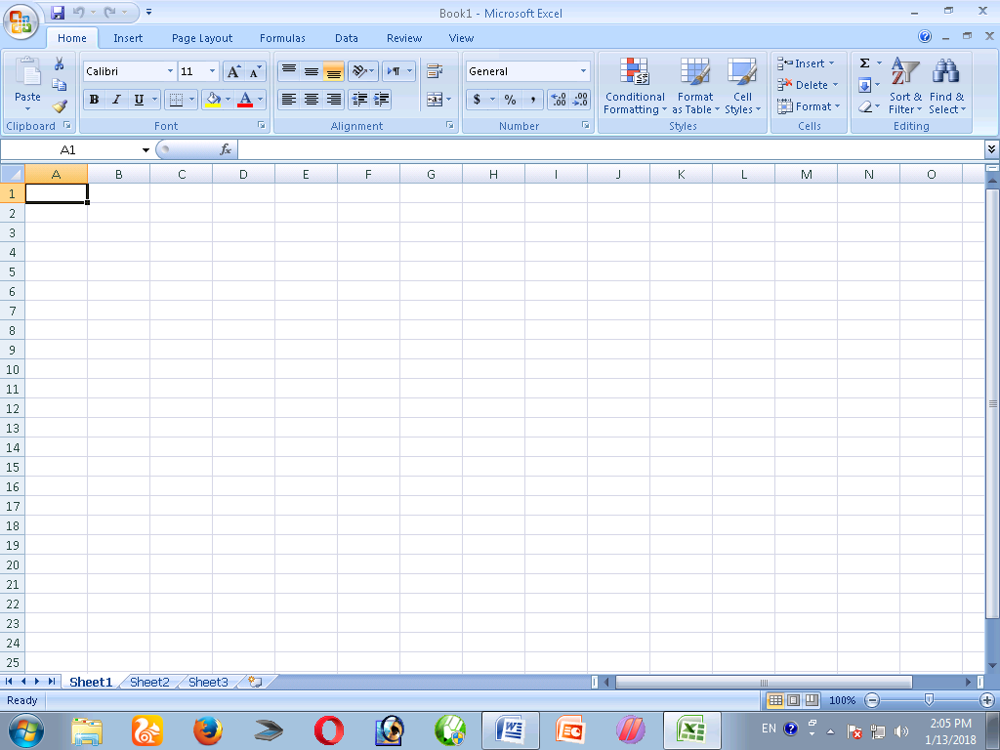 Book1 - Microsoft Excel
Home Insert Page Layout Formulas Data Review View
Paste
Calibri 11
B I U
General
$ % ,
Conditional Formatting
Format as Table
Cell Styles
Insert
Delete
Format
Σ
Sort & Filter
Find & Select
Clipboard Font Alignment Number Styles Cells Editing
A1 fx
A B C D E F G H I J K L M N O
1
2
3
4
5
6
7
8
9
10
11
12
13
14
15
16
17
18
19
20
21
22
23
24
25
Sheet1 Sheet2 Sheet3
Ready 100%
EN 2:05 PM
1/13/2018